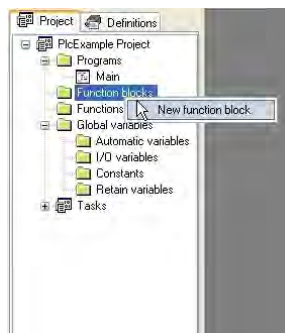 Project Definitions
PlcExample Project
Programs
Main
Function blocks
New function block
Functions
Global variables
Automatic variables
I/O variables
Constants
Retain variables
Tasks